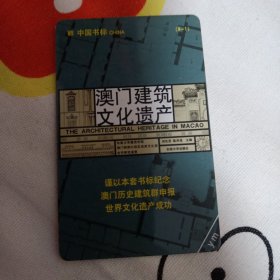 中国书标 CHINA
(8-1)
澳门建筑
文化遗产
THE ARCHITECTURAL HERITAGE IN MACAO
谨以本套书标纪念
澳门历史建筑群申报
世界文化遗产成功